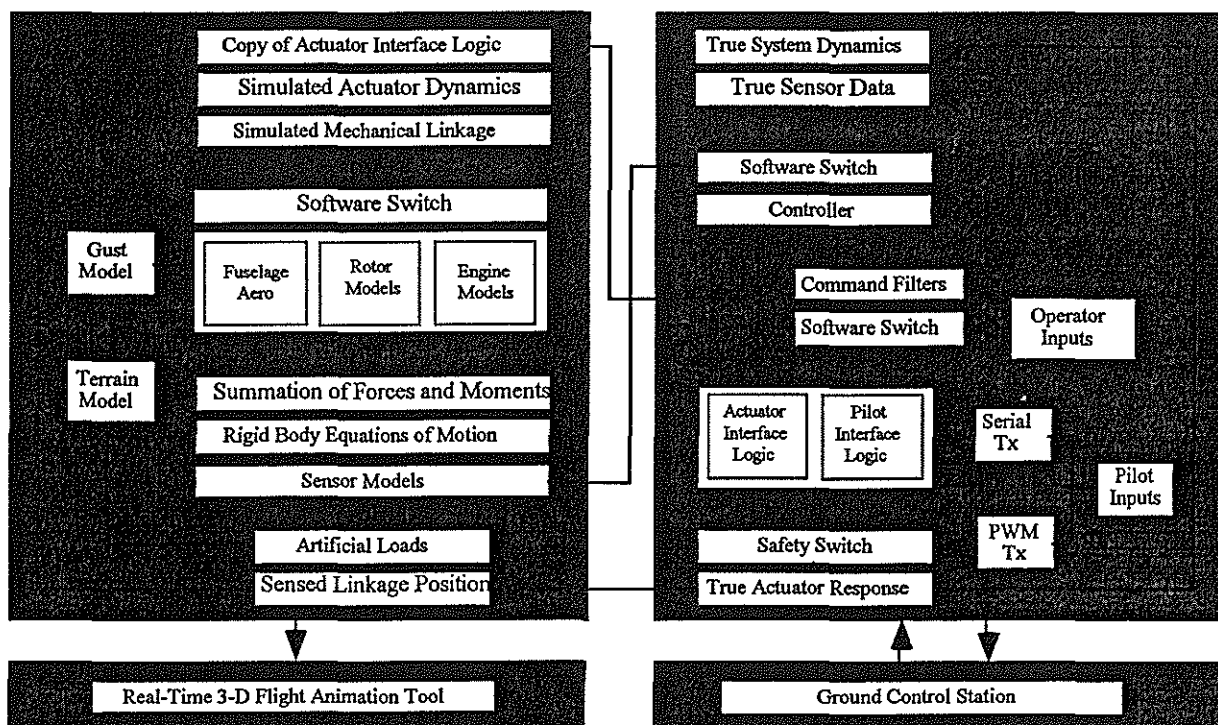 Copy of Actuator Interface Logic
Simulated Actuator Dynamics
Simulated Mechanical Linkage
Software Switch
Gust
Model
Fuselage
Aero
Rotor
Models
Engine
Models
Terrain
Model
Summation of Forces and Moments
Rigid Body Equations of Motion
Sensor Models
Artificial Loads
Sensed Linkage Position
Real-Time 3-D Flight Animation Tool
True System Dynamics
True Sensor Data
Software Switch
Controller
Command Filters
Software Switch
Operator
Inputs
Actuator
Interface
Logic
Pilot
Interface
Logic
Serial
Tx
Pilot
Inputs
PWM
Tx
Safety Switch
True Actuator Response
Ground Control Station